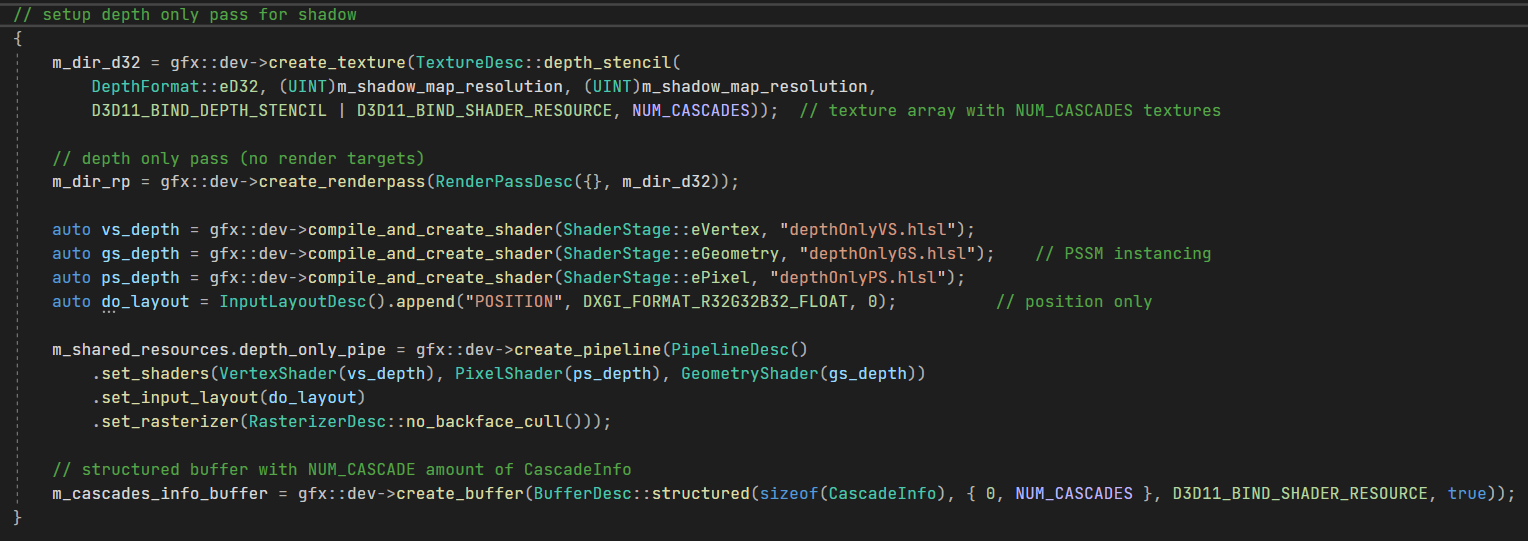 // setup depth only pass for shadow
{
    m_dir_d32 = gfx::dev->create_texture(TextureDesc::depth_stencil(
        DepthFormat::eD32, (UINT)m_shadow_map_resolution, (UINT)m_shadow_map_resolution,
        D3D11_BIND_DEPTH_STENCIL | D3D11_BIND_SHADER_RESOURCE, NUM_CASCADES));  // texture array with NUM_CASCADES textures

    // depth only pass (no render targets)
    m_dir_rp = gfx::dev->create_renderpass(RenderPassDesc({}, m_dir_d32));

    auto vs_depth = gfx::dev->compile_and_create_shader(ShaderStage::eVertex, "depthOnlyVS.hlsl");
    auto gs_depth = gfx::dev->compile_and_create_shader(ShaderStage::eGeometry, "depthOnlyGS.hlsl");    // PSSM instancing
    auto ps_depth = gfx::dev->compile_and_create_shader(ShaderStage::ePixel, "depthOnlyPS.hlsl");
    auto do_layout = InputLayoutDesc().append("POSITION", DXGI_FORMAT_R32G32B32_FLOAT, 0);          // position only

    m_shared_resources.depth_only_pipe = gfx::dev->create_pipeline(PipelineDesc()
        .set_shaders(VertexShader(vs_depth), PixelShader(ps_depth), GeometryShader(gs_depth))
        .set_input_layout(do_layout)
        .set_rasterizer(RasterizerDesc::no_backface_cull()));

    // structured buffer with NUM_CASCADE amount of CascadeInfo
    m_cascades_info_buffer = gfx::dev->create_buffer(BufferDesc::structured(sizeof(CascadeInfo), { 0, NUM_CASCADES }, D3D11_BIND_SHADER_RESOURCE, true));
}